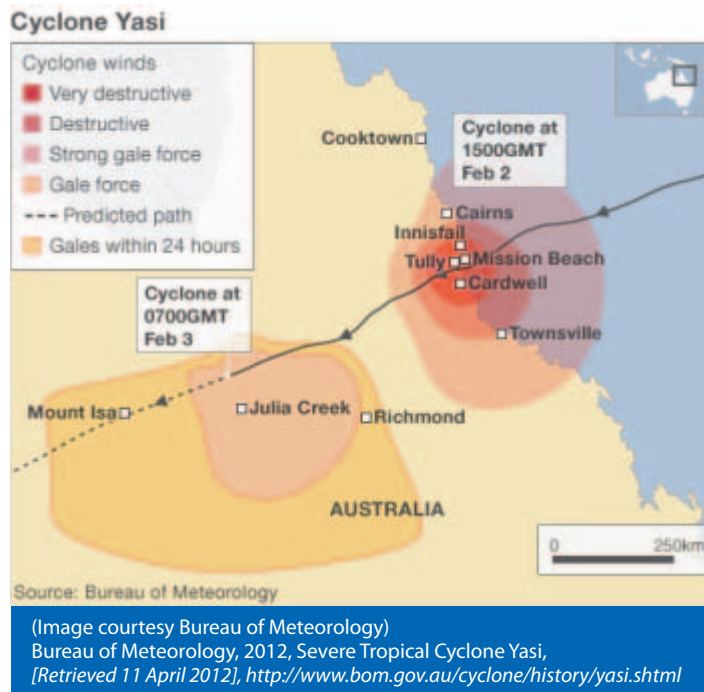 Cyclone Yasi
Cyclone winds
Very destructive
Destructive
Strong gale force
Gale force
Predicted path
Gales within 24 hours
Cooktown
Cyclone at
1500GMT
Feb 2
Cairns
Innisfail
Tully
Mission Beach
Cardwell
Townsville
Cyclone at
0700GMT
Feb 3
Mount Isa
Julia Creek
Richmond
AUSTRALIA
0 250km
Source: Bureau of Meteorology
(Image courtesy Bureau of Meteorology)
Bureau of Meteorology, 2012, Severe Tropical Cyclone Yasi,
[Retrieved 11 April 2012], http://www.bom.gov.au/cyclone/history/yasi.shtml